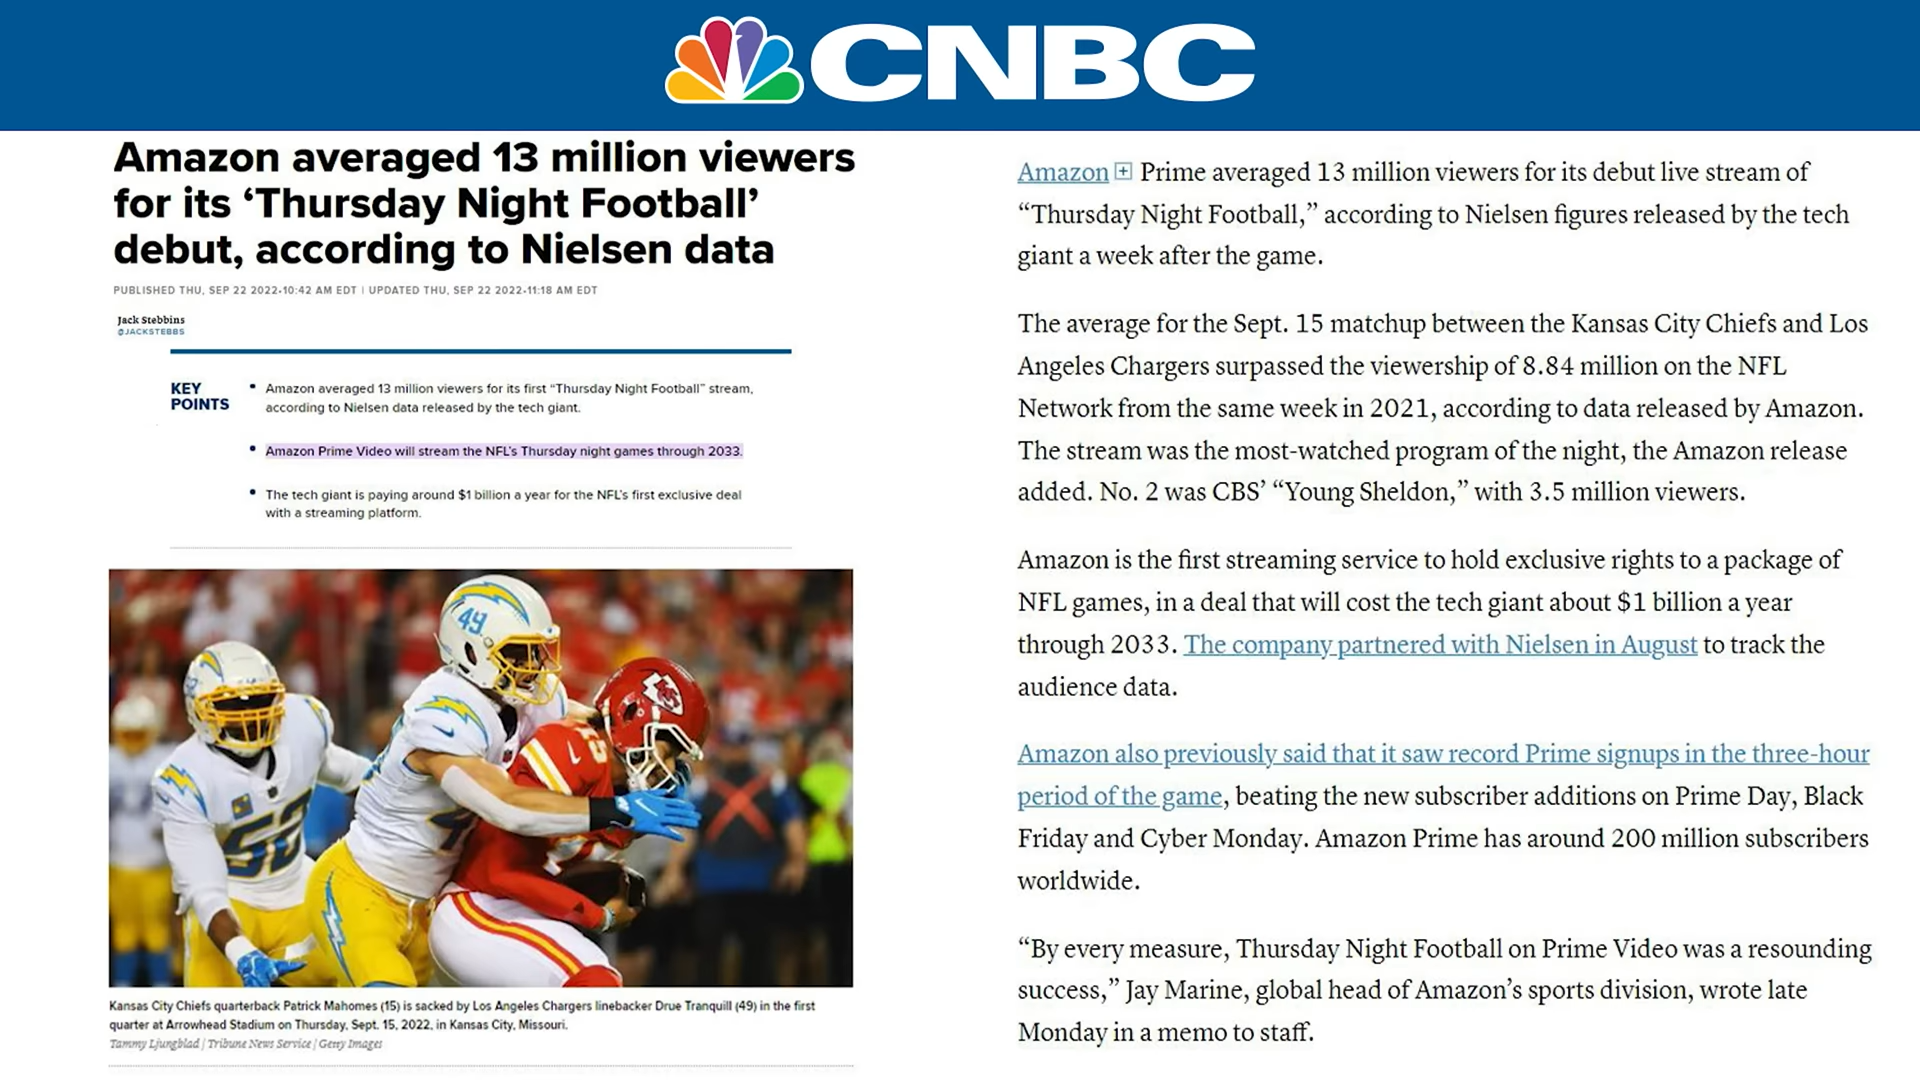 CNBC
Amazon averaged 13 million viewers
for its ‘Thursday Night Football’
debut, according to Nielsen data
PUBLISHED THU, SEP 22 2022•10:42 AM EDT | UPDATED THU, SEP 22 2022•11:18 AM EDT
Jack Stebbins
@JACKSTEBBS
KEY
POINTS
• Amazon averaged 13 million viewers for its first “Thursday Night Football” stream,
according to Nielsen data released by the tech giant.
• Amazon Prime Video will stream the NFL’s Thursday night games through 2033.
• The tech giant is paying around $1 billion a year for the NFL’s first exclusive deal
with a streaming platform.
49
52
15
Kansas City Chiefs quarterback Patrick Mahomes (15) is sacked by Los Angeles Chargers linebacker Drue Tranquill (49) in the first
quarter at Arrowhead Stadium on Thursday, Sept. 15, 2022, in Kansas City, Missouri.
Tammy Ljungblad | Tribune News Service | Getty Images
Amazon Prime averaged 13 million viewers for its debut live stream of
“Thursday Night Football,” according to Nielsen figures released by the tech
giant a week after the game.
The average for the Sept. 15 matchup between the Kansas City Chiefs and Los
Angeles Chargers surpassed the viewership of 8.84 million on the NFL
Network from the same week in 2021, according to data released by Amazon.
The stream was the most-watched program of the night, the Amazon release
added. No. 2 was CBS’ “Young Sheldon,” with 3.5 million viewers.
Amazon is the first streaming service to hold exclusive rights to a package of
NFL games, in a deal that will cost the tech giant about $1 billion a year
through 2033. The company partnered with Nielsen in August to track the
audience data.
Amazon also previously said that it saw record Prime signups in the three-hour
period of the game, beating the new subscriber additions on Prime Day, Black
Friday and Cyber Monday. Amazon Prime has around 200 million subscribers
worldwide.
“By every measure, Thursday Night Football on Prime Video was a resounding
success,” Jay Marine, global head of Amazon’s sports division, wrote late
Monday in a memo to staff.